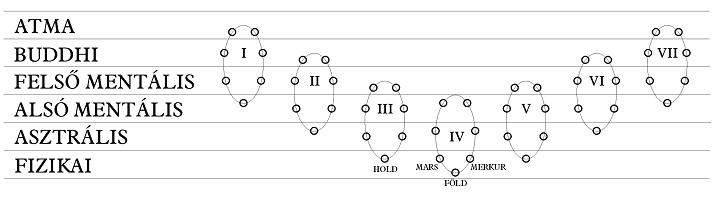 ATMA
BUDDHI
FELSŐ MENTÁLIS
ALSÓ MENTÁLIS
ASZTRÁLIS
FIZIKAI
I
II
III
IV
V
VI
VII
HOLD
MARS
FÖLD
MERKUR